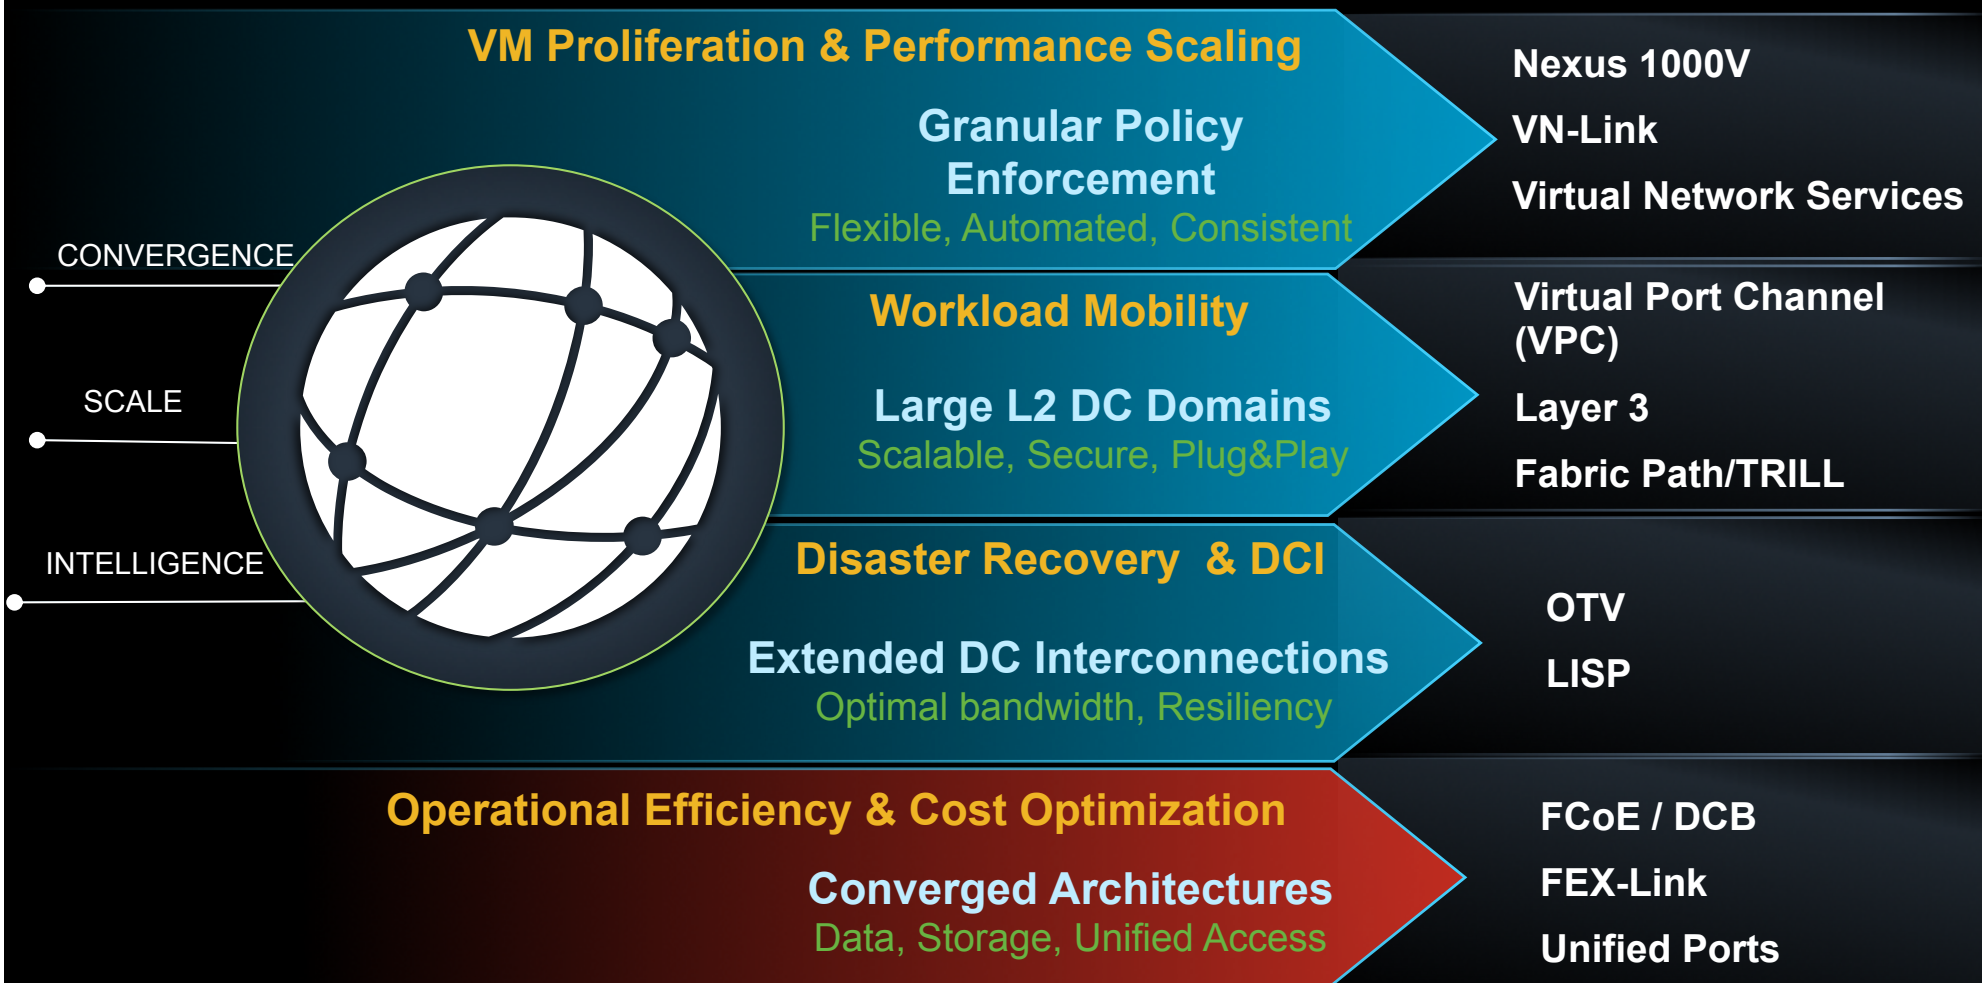 VM Proliferation & Performance Scaling
Granular Policy
Enforcement
Flexible, Automated, Consistent
Nexus 1000V
VN-Link
Virtual Network Services
CONVERGENCE
SCALE
INTELLIGENCE
Workload Mobility
Large L2 DC Domains
Scalable, Secure, Plug&Play
Virtual Port Channel
(VPC)
Layer 3
Fabric Path/TRILL
Disaster Recovery & DCI
Extended DC Interconnections
Optimal bandwidth, Resiliency
OTV
LISP
Operational Efficiency & Cost Optimization
Converged Architectures
Data, Storage, Unified Access
FCoE / DCB
FEX-Link
Unified Ports